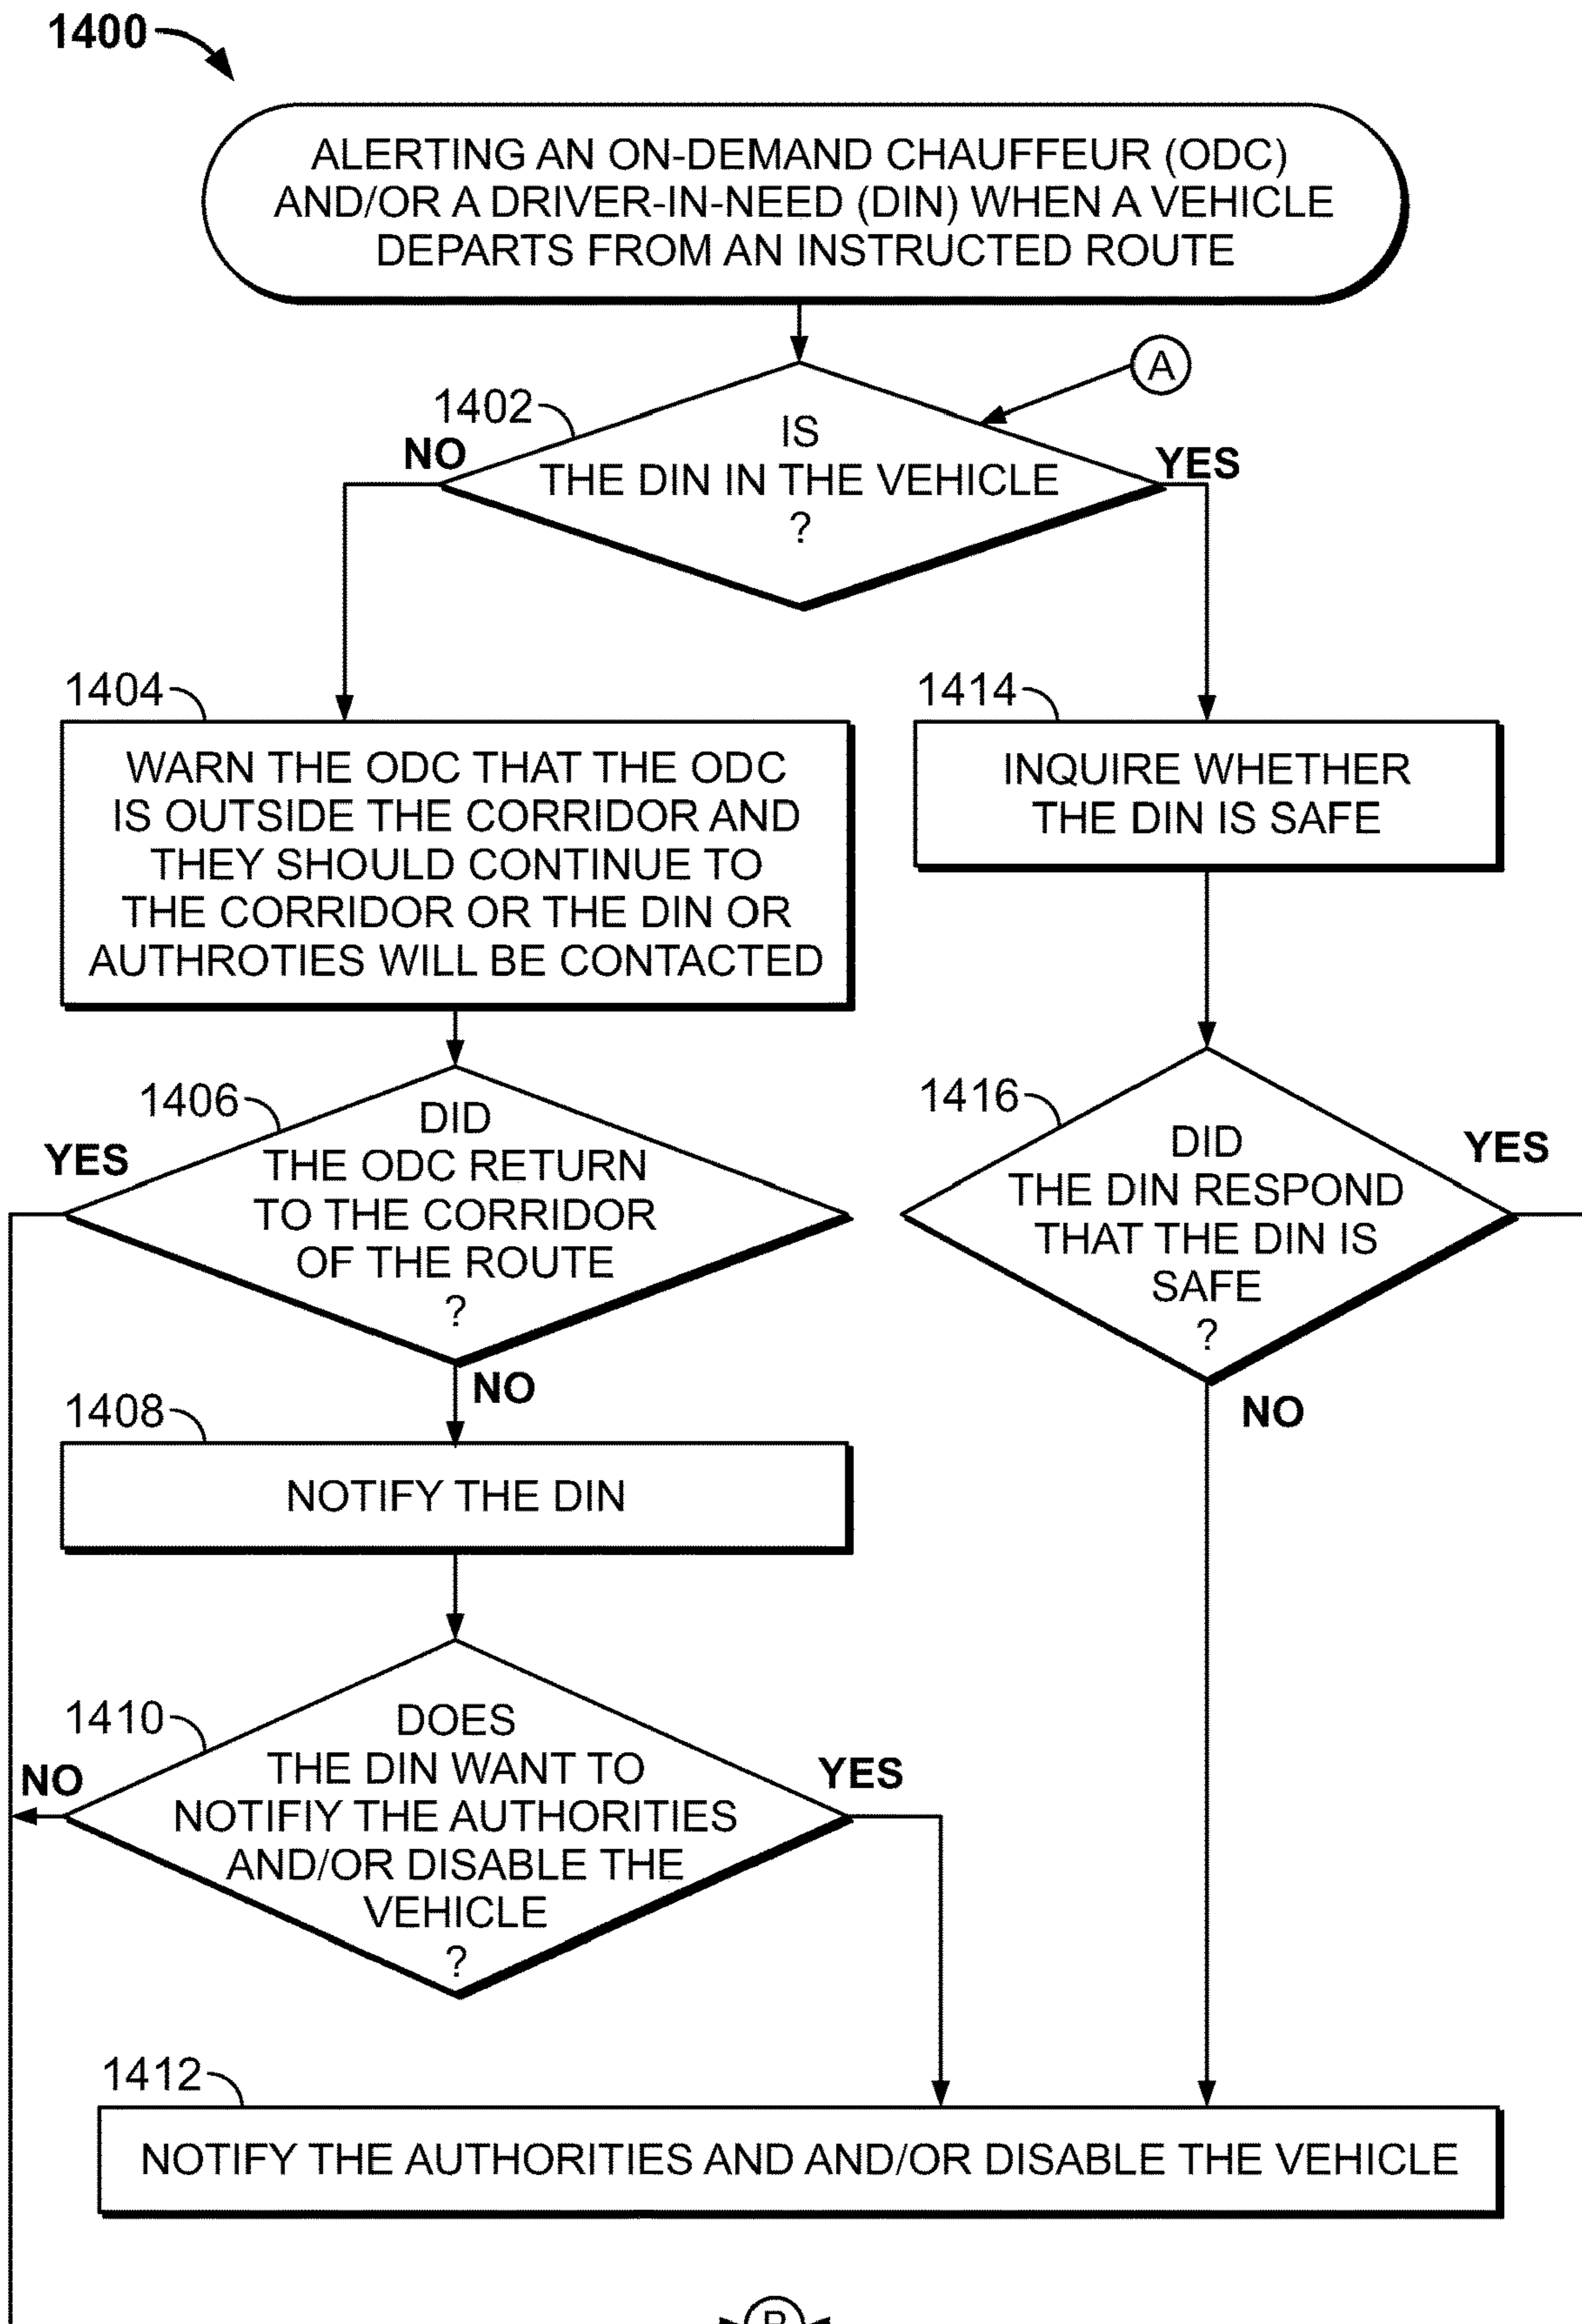 1400
ALERTING AN ON-DEMAND CHAUFFEUR (ODC)
AND/OR A DRIVER-IN-NEED (DIN) WHEN A VEHICLE
DEPARTS FROM AN INSTRUCTED ROUTE
A
1402
NO
IS
THE DIN IN THE VEHICLE
?
YES
1404
WARN THE ODC THAT THE ODC
IS OUTSIDE THE CORRIDOR AND
THEY SHOULD CONTINUE TO
THE CORRIDOR OR THE DIN OR
AUTHROTIES WILL BE CONTACTED
1414
INQUIRE WHETHER
THE DIN IS SAFE
1406
YES
DID
THE ODC RETURN
TO THE CORRIDOR
OF THE ROUTE
?
NO
1416
DID
THE DIN RESPOND
THAT THE DIN IS
SAFE
?
YES
NO
1408
NOTIFY THE DIN
1410
NO
DOES
THE DIN WANT TO
NOTIFIY THE AUTHORITIES
AND/OR DISABLE THE
VEHICLE
?
YES
1412
NOTIFY THE AUTHORITIES AND AND/OR DISABLE THE VEHICLE